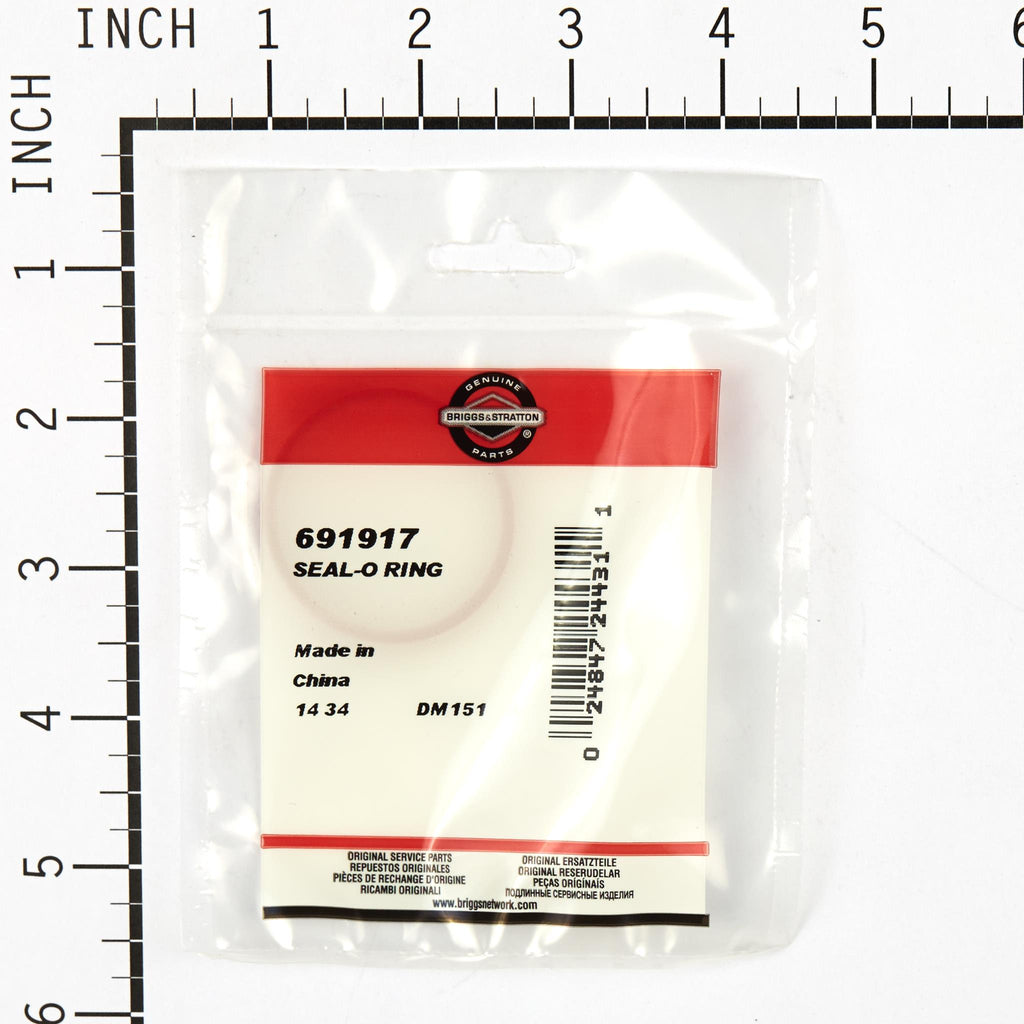 INCH 1 2 3 4 5 6
INCH 1 2 3 4 5 6
GENUINE
BRIGGS&STRATTON
®
PARTS
691917
SEAL-O RING
Made in
China
14 34 DM151
0 24847 24431 1
ORIGINAL SERVICE PARTS
REPUESTOS ORIGINALES
PIÈCES DE RECHANGE D'ORIGINE
RICAMBI ORIGINALI
ORIGINAL ERSATZTEILE
ORIGINAL RESERUDELAR
PEÇAS ORIGINAIS
ПОДЛИННЫЕ СЕРВИСНЫЕ ИЗДЕЛИЯ
www.briggsnetwork.com